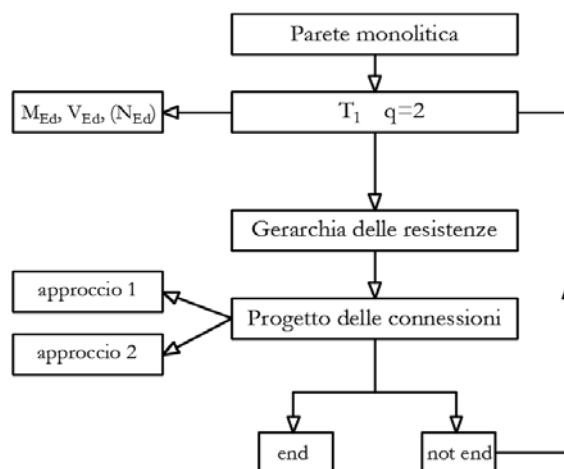 Parete monolitica
M_Ed, V_Ed, (N_Ed)
T_1 q=2
Gerarchia delle resistenze
approccio 1
Progetto delle connessioni
approccio 2
end
not end